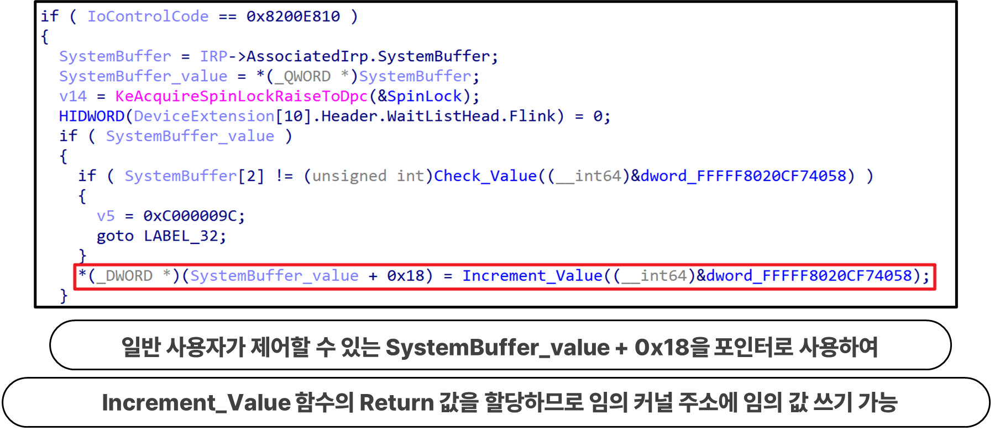 if ( IoControlCode == 0x8200E810 )
{
SystemBuffer = IRP->AssociatedIrp.SystemBuffer;
SystemBuffer_value = *(_QWORD *)SystemBuffer;
v14 = KeAcquireSpinLockRaiseToDpc(&SpinLock);
HIDWORD(DeviceExtension[10].Header.WaitListHead.Flink) = 0;
if ( SystemBuffer_value )
{
if ( SystemBuffer[2] != (unsigned int)Check_Value((__int64)&dword_FFFFF8020CF74058) )
{
v5 = 0xC000009C;
goto LABEL_32;
}
*(_DWORD *)(SystemBuffer_value + 0x18) = Increment_Value((__int64)&dword_FFFFF8020CF74058);
}
일반 사용자가 제어할 수 있는 SystemBuffer_value + 0x18을 포인터로 사용하여
Increment_Value 함수의 Return 값을 할당하므로 임의 커널 주소에 임의 값 쓰기 가능